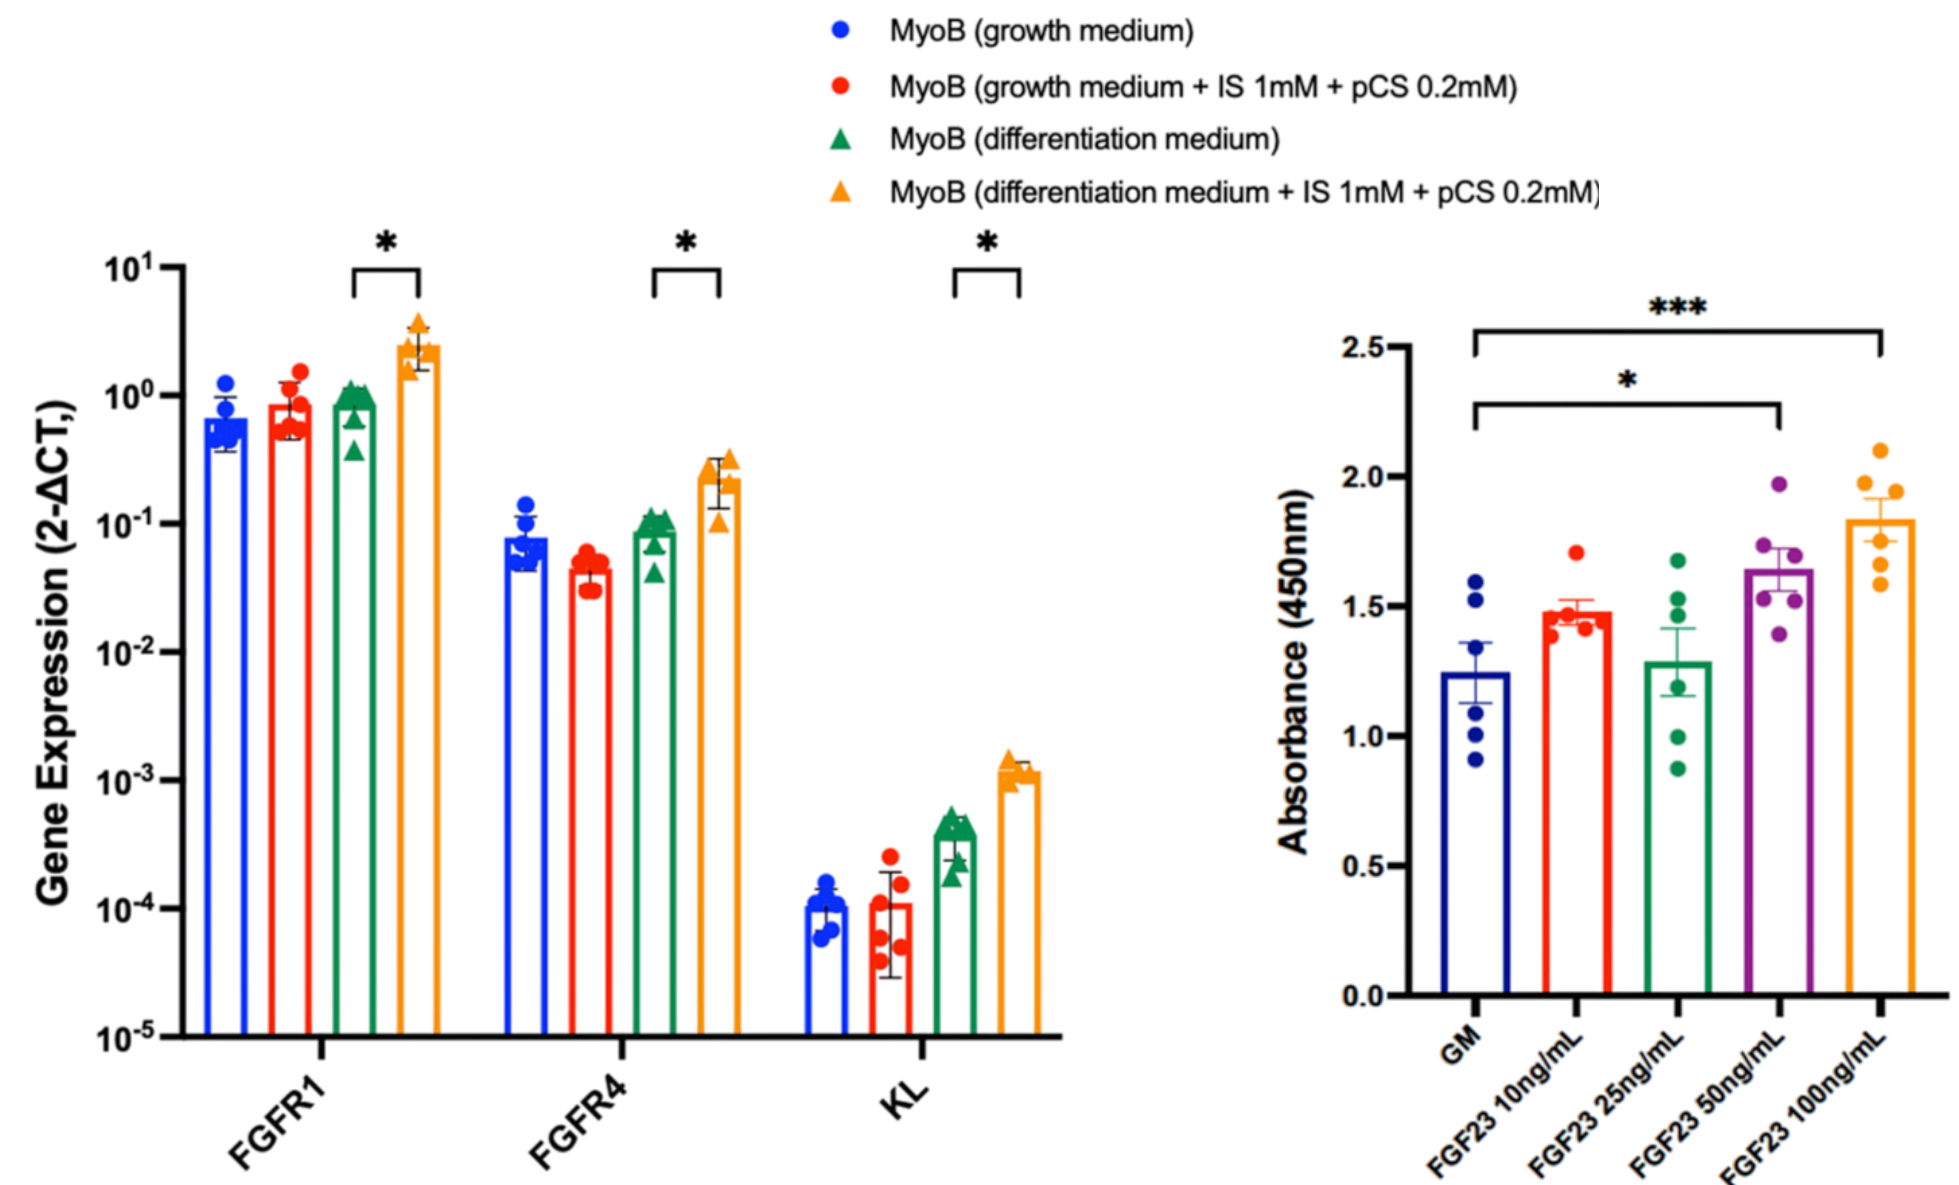 MyoB (growth medium)
MyoB (growth medium + IS 1mM + pCS 0.2mM)
MyoB (differentiation medium)
MyoB (differentiation medium + IS 1mM + pCS 0.2mM)
Gene Expression (2-ΔCT,)
10¹
10⁰
10⁻¹
10⁻²
10⁻³
10⁻⁴
10⁻⁵
* * *
FGFR1 FGFR4 KL
Absorbance (450nm)
2.5
2.0
1.5
1.0
0.5
0.0
***
*
GM
FGF23 10ng/mL
FGF23 25ng/mL
FGF23 50ng/mL
FGF23 100ng/mL